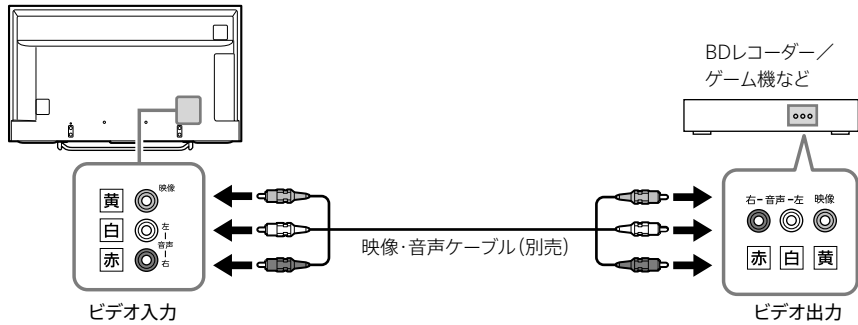 BDレコーダー／
ゲーム機など
黄
映像
白
左
音声
右
赤
映像･音声ケーブル（別売）
右-音声-左 映像
赤 白 黄
ビデオ入力
ビデオ出力